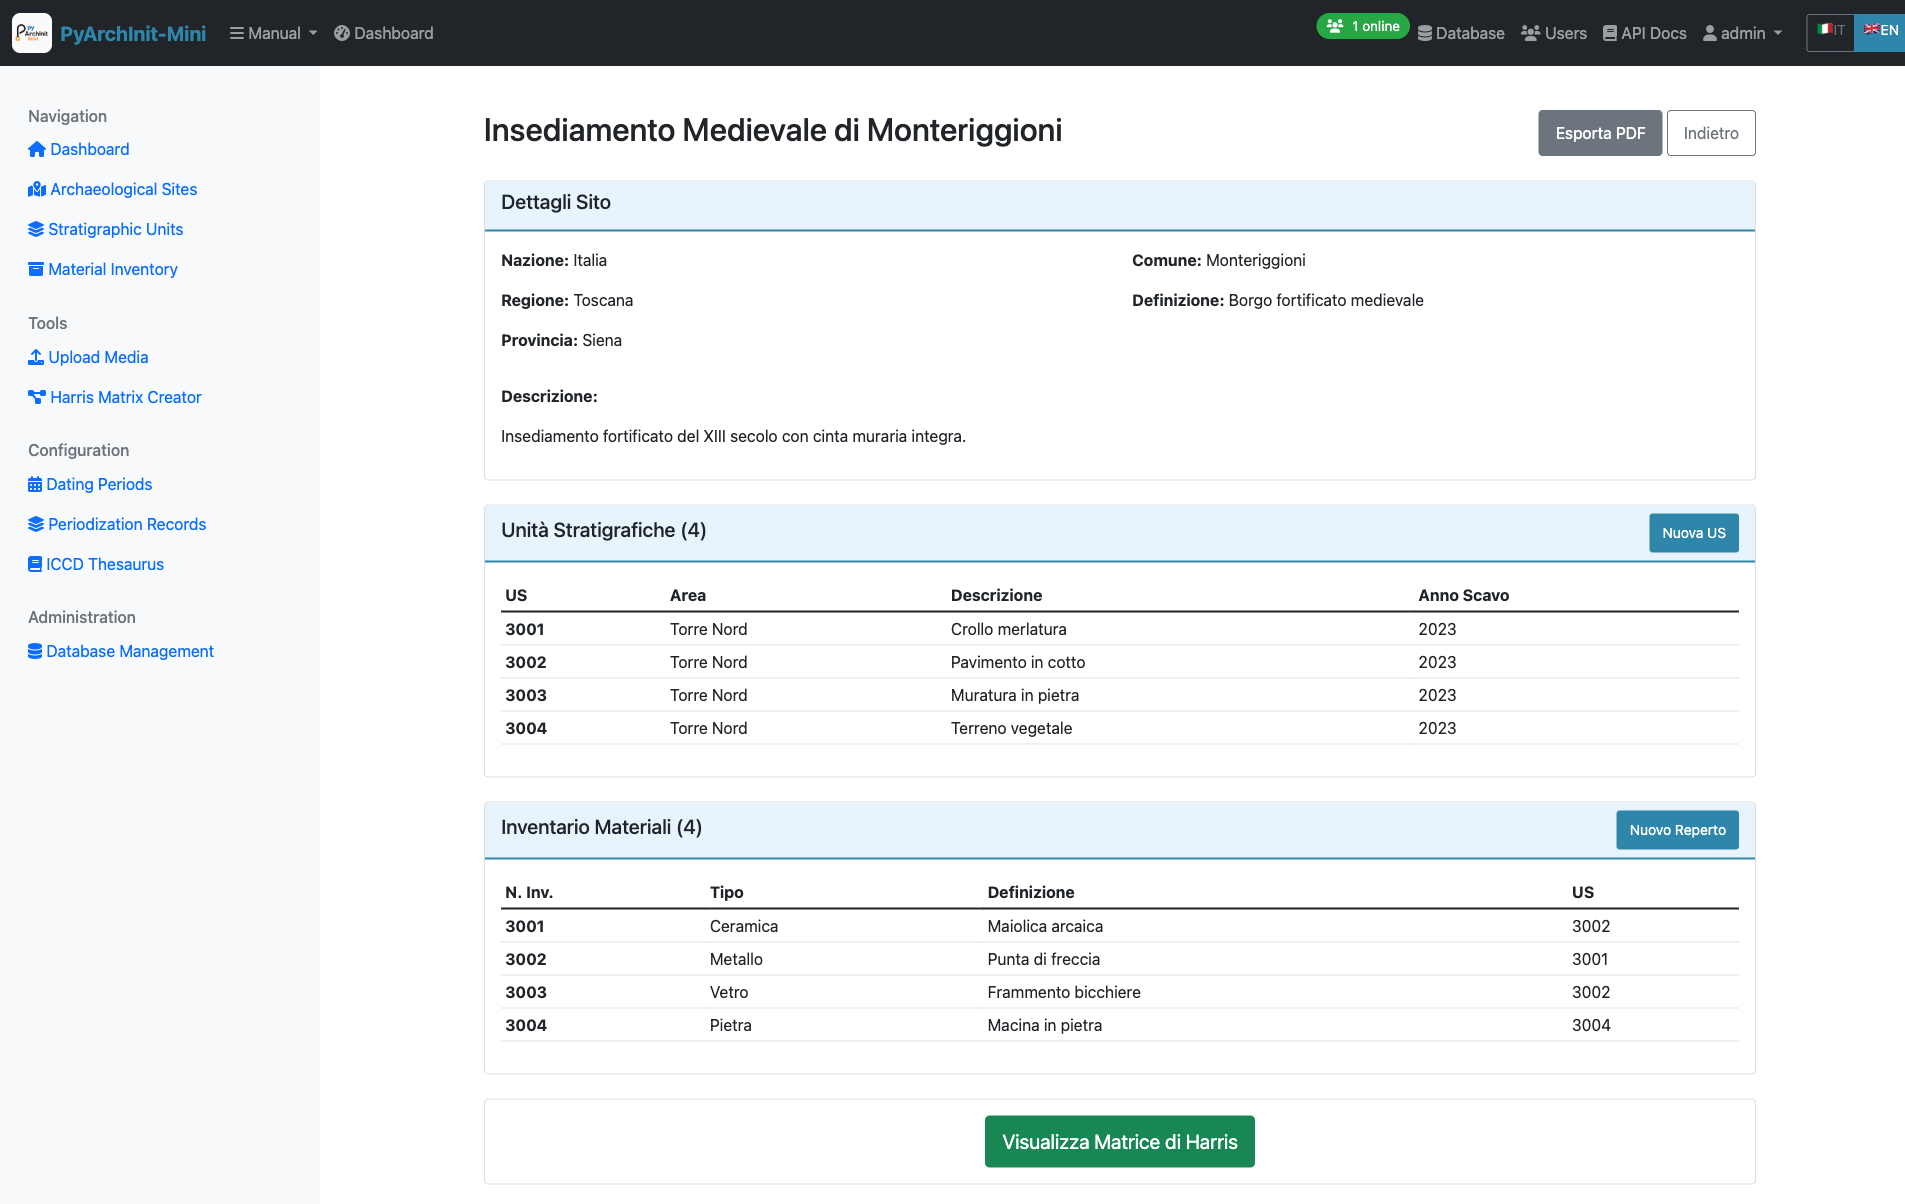 py
ArchInit
MINI
PyArchInit-Mini
Manual
Dashboard
1 online
Database
Users
API Docs
admin
IT
EN
Navigation
Dashboard
Archaeological Sites
Stratigraphic Units
Material Inventory
Tools
Upload Media
Harris Matrix Creator
Configuration
Dating Periods
Periodization Records
ICCD Thesaurus
Administration
Database Management
Insediamento Medievale di Monteriggioni
Esporta PDF
Indietro
Dettagli Sito
Nazione: Italia
Regione: Toscana
Provincia: Siena
Comune: Monteriggioni
Definizione: Borgo fortificato medievale
Descrizione:
Insediamento fortificato del XIII secolo con cinta muraria integra.
Unità Stratigrafiche (4)
Nuova US
US Area Descrizione Anno Scavo
3001 Torre Nord Crollo merlatura 2023
3002 Torre Nord Pavimento in cotto 2023
3003 Torre Nord Muratura in pietra 2023
3004 Torre Nord Terreno vegetale 2023
Inventario Materiali (4)
Nuovo Reperto
N. Inv. Tipo Definizione US
3001 Ceramica Maiolica arcaica 3002
3002 Metallo Punta di freccia 3001
3003 Vetro Frammento bicchiere 3002
3004 Pietra Macina in pietra 3004
Visualizza Matrice di Harris